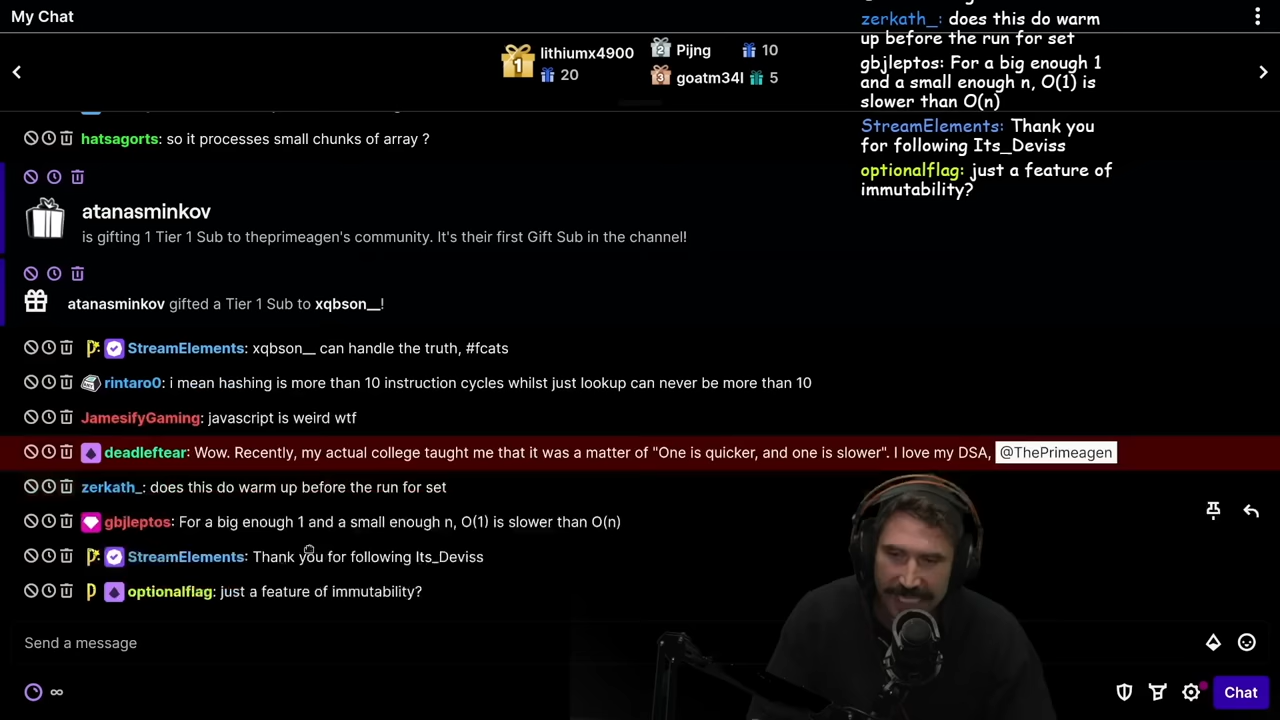 My Chat
1 lithiumx4900
20
2 Pijng 10
3 goatm34l 5
hatsagorts: so it processes small chunks of array ?
atanasminkov
is gifting 1 Tier 1 Sub to theprimeagen's community. It's their first Gift Sub in the channel!
atanasminkov gifted a Tier 1 Sub to xqbson__!
StreamElements: xqbson__ can handle the truth, #fcats
rintaro0: i mean hashing is more than 10 instruction cycles whilst just lookup can never be more than 10
JamesifyGaming: javascript is weird wtf
deadleftear: Wow. Recently, my actual college taught me that it was a matter of "One is quicker, and one is slower". I love my DSA, @ThePrimeagen
zerkath_: does this do warm up before the run for set
gbjleptos: For a big enough 1 and a small enough n, O(1) is slower than O(n)
StreamElements: Thank you for following Its_Deviss
optionalflag: just a feature of immutability?
Send a message
Chat
zerkath_: does this do warm
up before the run for set
gbjleptos: For a big enough 1
and a small enough n, O(1) is
slower than O(n)
StreamElements: Thank you
for following Its_Deviss
optionalflag: just a feature of
immutability?